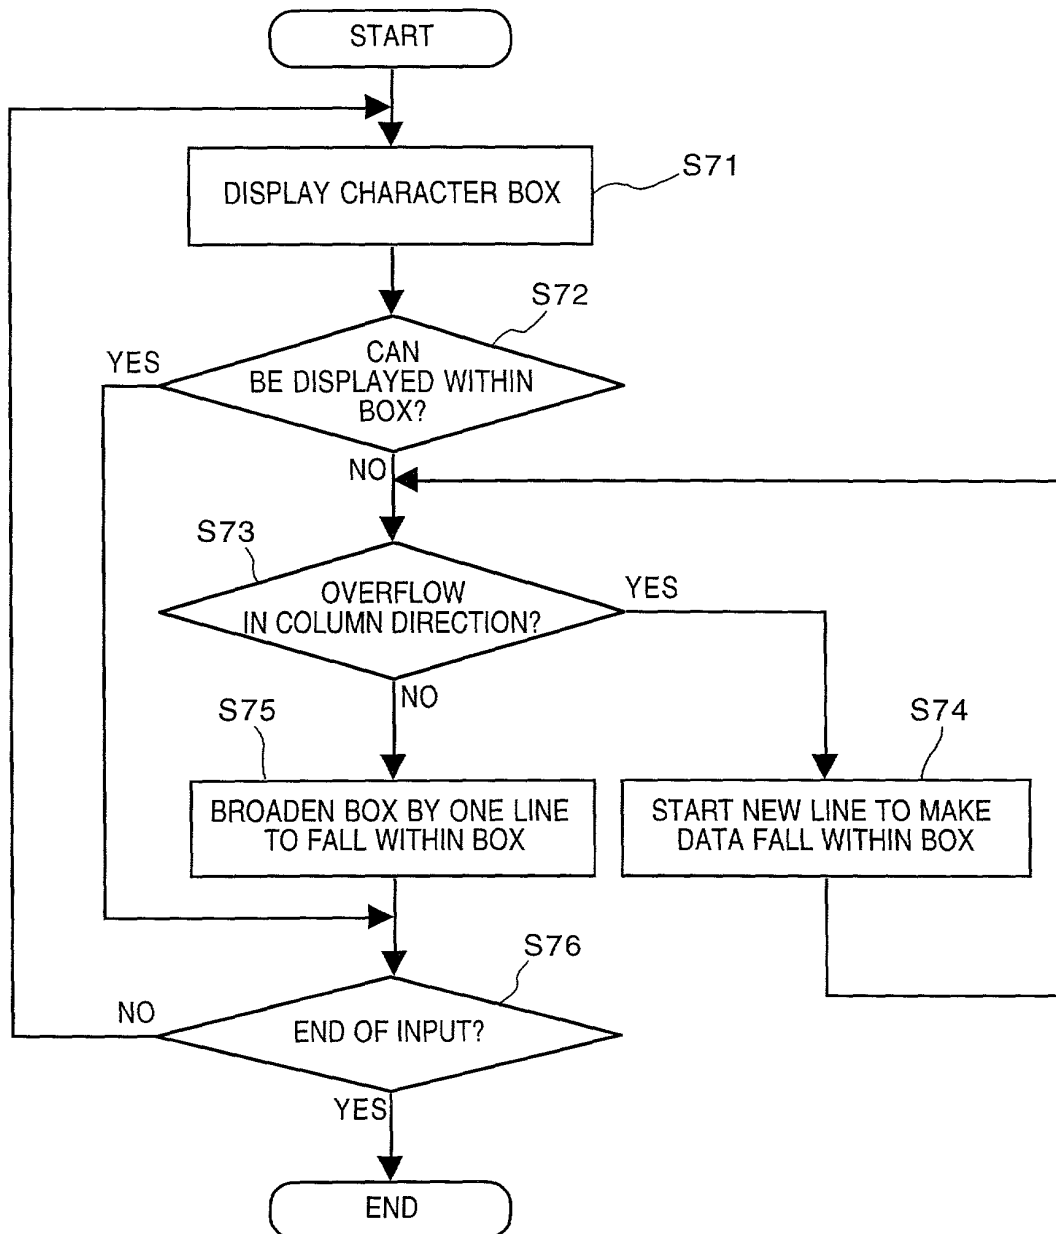 START
DISPLAY CHARACTER BOX
S71
S72
CAN
BE DISPLAYED WITHIN
BOX?
YES
NO
S73
OVERFLOW
IN COLUMN DIRECTION?
YES
NO
S75
BROADEN BOX BY ONE LINE
TO FALL WITHIN BOX
S74
START NEW LINE TO MAKE
DATA FALL WITHIN BOX
S76
NO
END OF INPUT?
YES
END